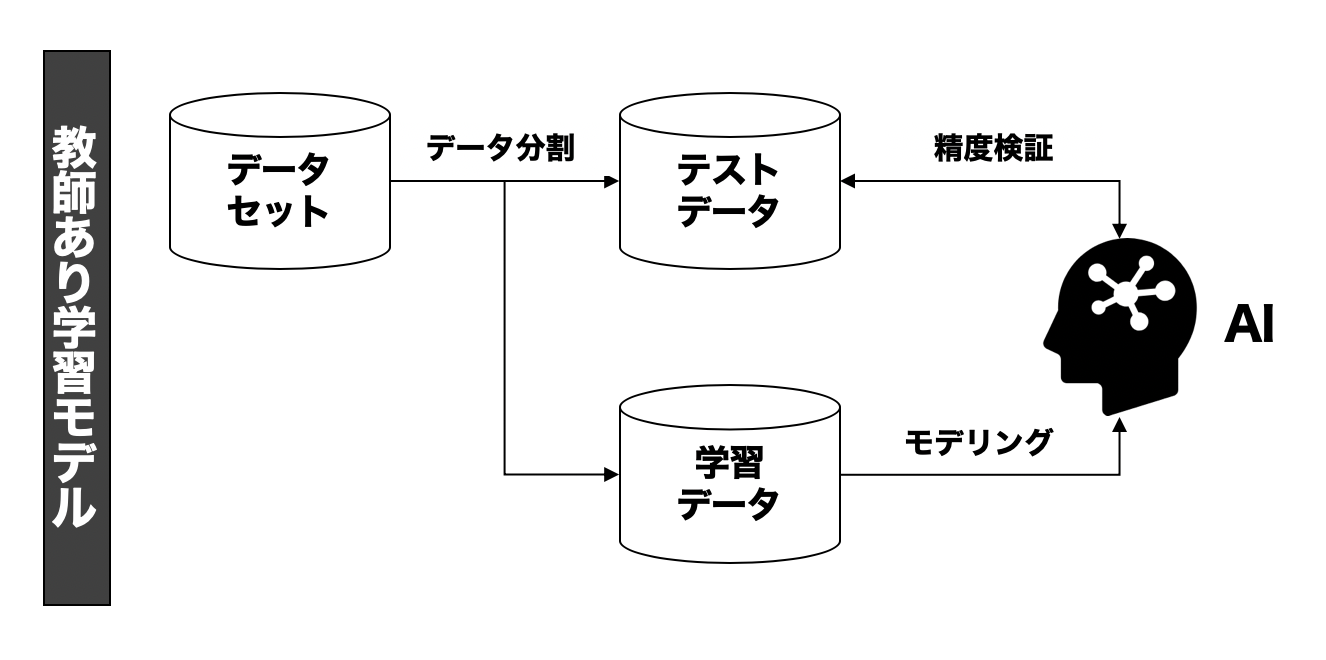 教師あり学習モデル
データ
セット
データ分割
テスト
データ
精度検証
AI
学習
データ
モデリング